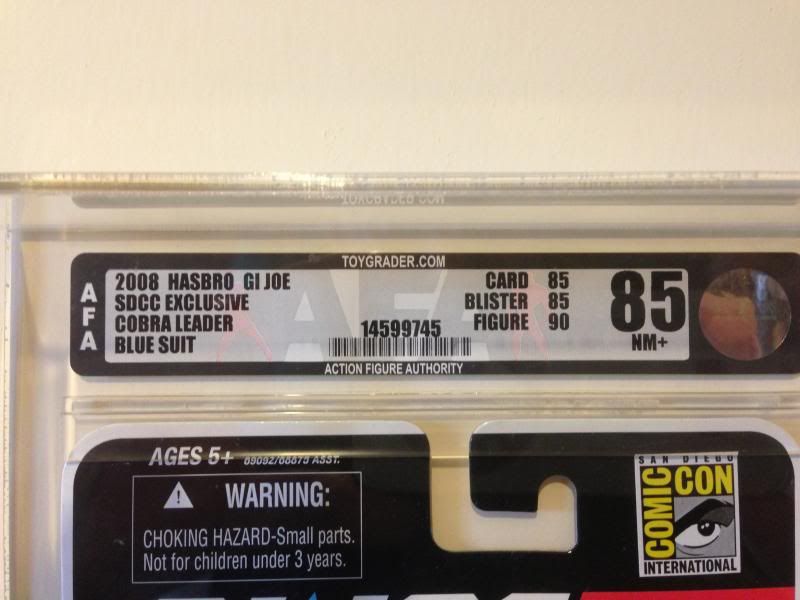 TOYGRADER.COM
AFA
2008 HASBRO GI JOE
SDCC EXCLUSIVE
COBRA LEADER
BLUE SUIT
14599745
CARD 85
BLISTER 85
FIGURE 90
85
NM+
ACTION FIGURE AUTHORITY
AGES 5+
ASST.
WARNING:
CHOKING HAZARD-Small parts.
Not for children under 3 years.
SAN DIEGO
COMIC
CON
INTERNATIONAL